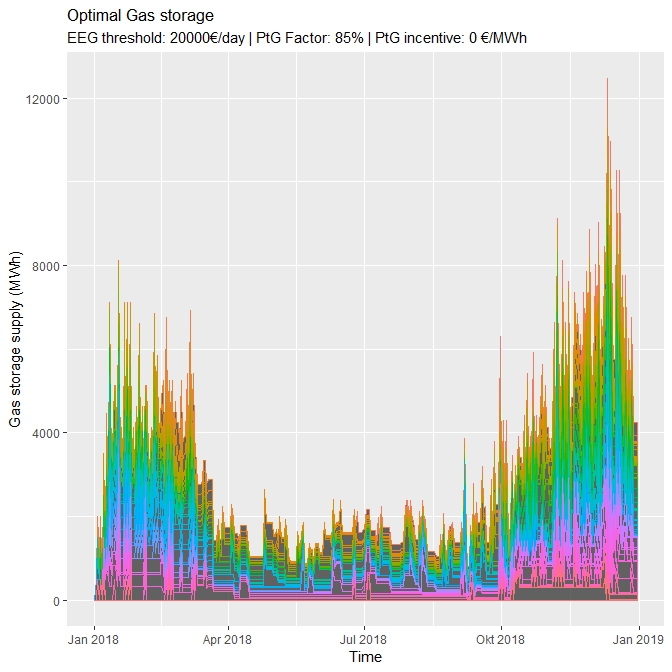 Optimal Gas storage
EEG threshold: 20000€/day | PtG Factor: 85% | PtG incentive: 0 €/MWh
12000
8000
4000
0
Gas storage supply (MWh)
Jan 2018
Apr 2018
Jul 2018
Okt 2018
Jan 2019
Time